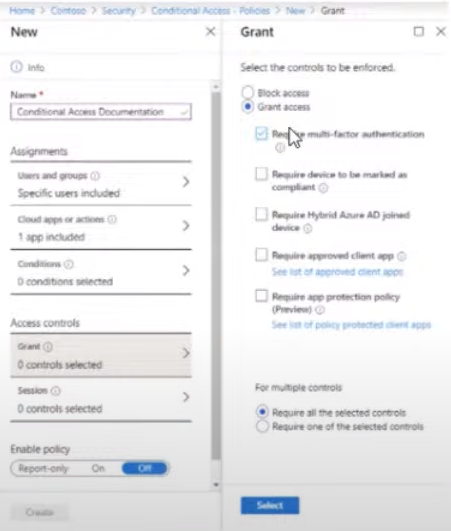 Home > Contoso > Security > Conditional Access - Policies > New > Grant
New
Info
Name *
Conditional Access Documentation
Assignments
Users and groups
Specific users included
Cloud apps or actions
1 app included
Conditions
0 conditions selected
Access controls
Grant
0 controls selected
Session
0 controls selected
Enable policy
Report-only On Off
Create
Grant
Select the controls to be enforced.
Block access
Grant access
Require multi-factor authentication
Require device to be marked as
compliant
Require Hybrid Azure AD joined
device
Require approved client app
See list of approved client apps
Require app protection policy
(Preview)
See list of policy protected client apps
For multiple controls
Require all the selected controls
Require one of the selected controls
Select